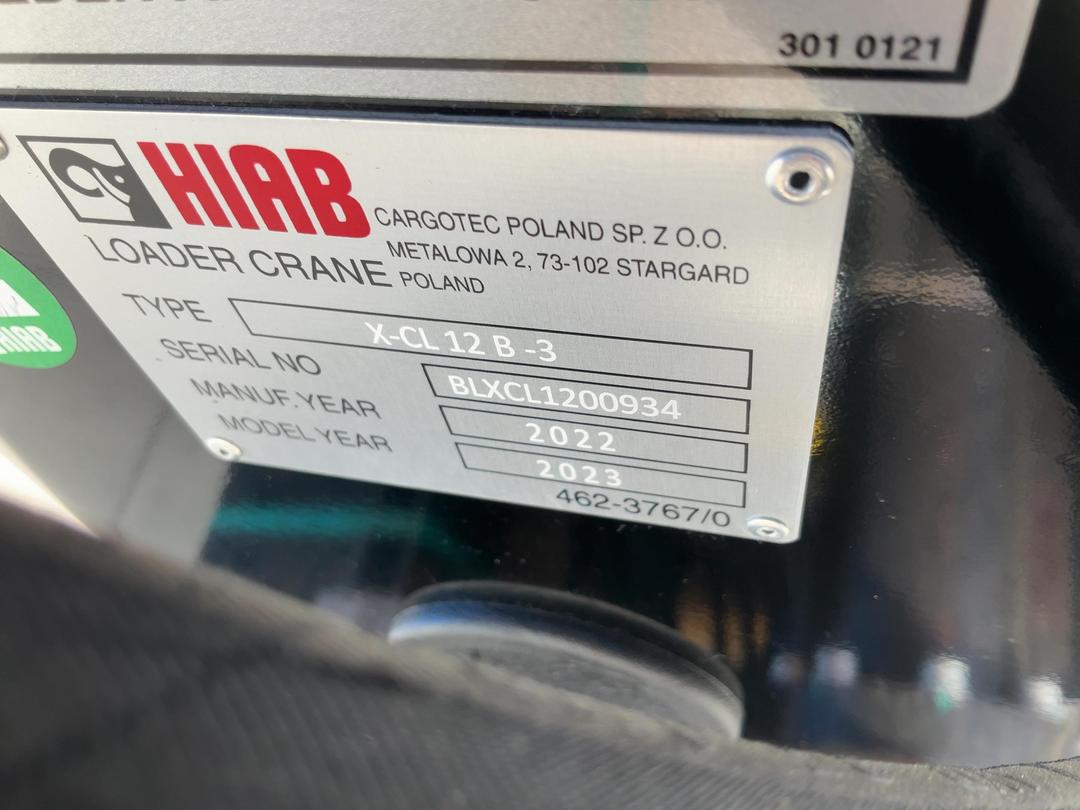 301 0121
HIAB
CARGOTEC POLAND SP. Z O.O.
METALOWA 2, 73-102 STARGARD
LOADER CRANE POLAND
TYPE X-CL 12 B -3
SERIAL NO BLXCL1200934
MANUF.YEAR 2022
MODEL YEAR 2023
462-3767/0
HIAB